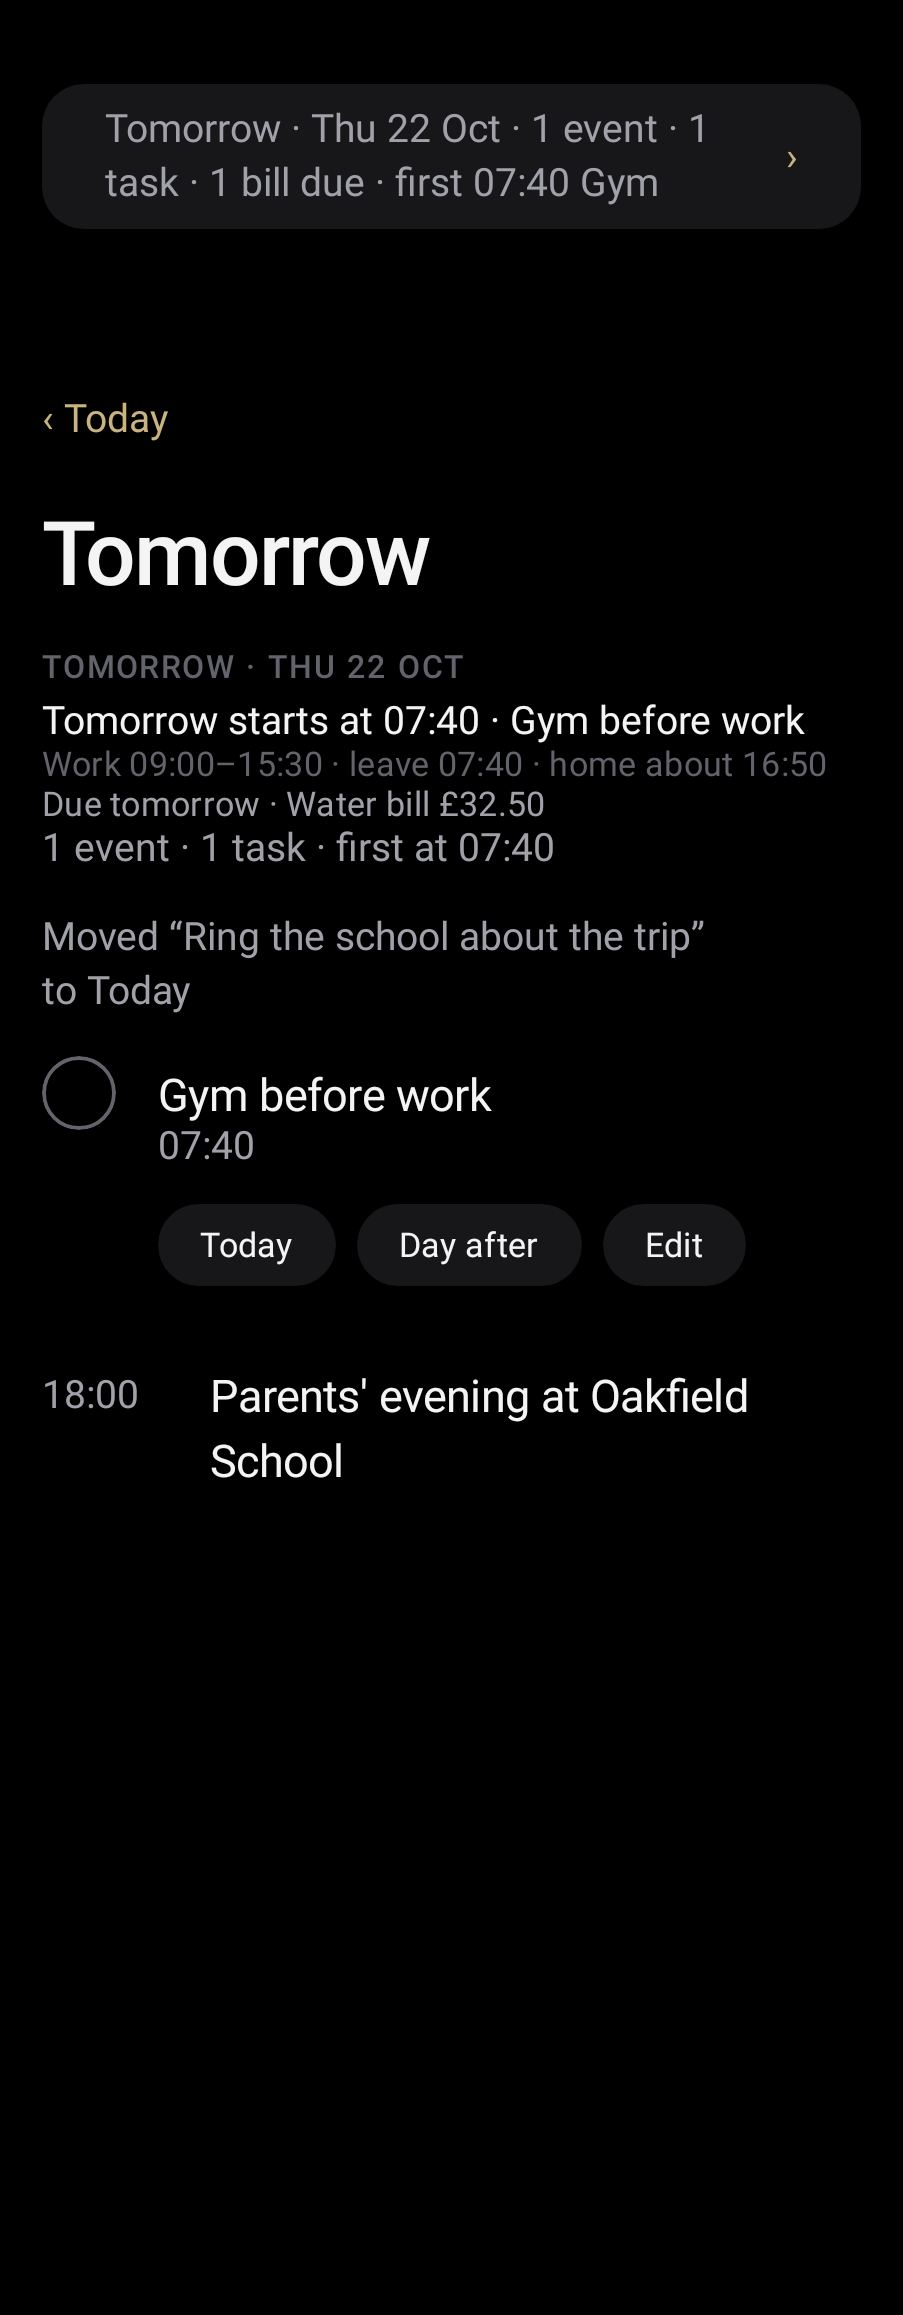 Tomorrow · Thu 22 Oct · 1 event · 1
task · 1 bill due · first 07:40 Gym
›
‹ Today
Tomorrow
TOMORROW · THU 22 OCT
Tomorrow starts at 07:40 · Gym before work
Work 09:00–15:30 · leave 07:40 · home about 16:50
Due tomorrow · Water bill £32.50
1 event · 1 task · first at 07:40
Moved “Ring the school about the trip”
to Today
Gym before work
07:40
Today
Day after
Edit
18:00
Parents' evening at Oakfield
School